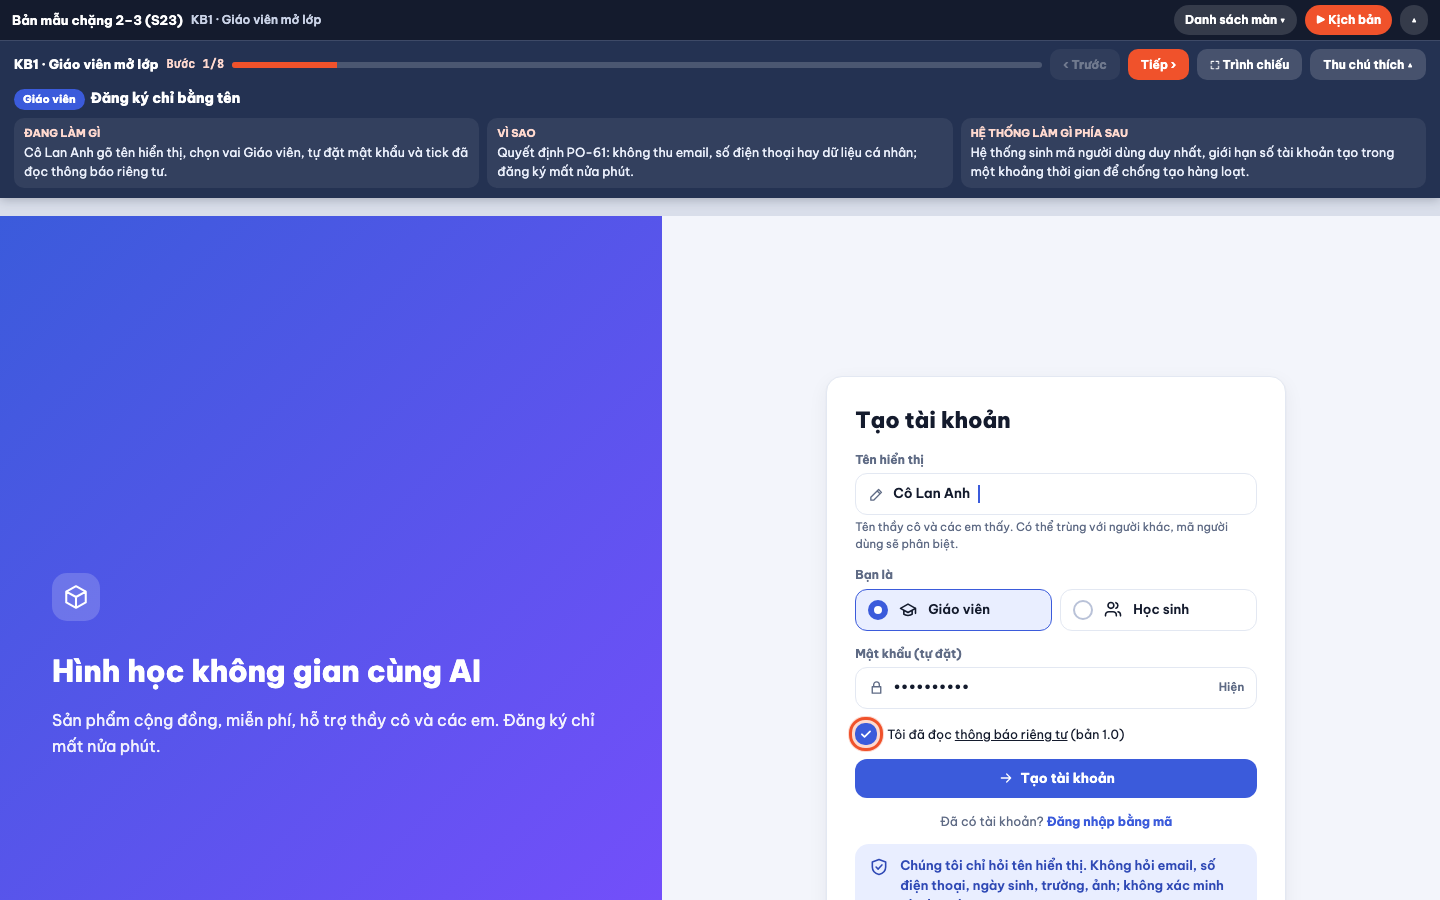 Bản mẫu chặng 2–3 (S23) KB1 · Giáo viên mở lớp
Danh sách màn ▾
▶ Kịch bản
▴
KB1 · Giáo viên mở lớp Bước 1/8
‹ Trước
Tiếp ›
⛶ Trình chiếu
Thu chú thích ▴
Giáo viên Đăng ký chỉ bằng tên
ĐANG LÀM GÌ
Cô Lan Anh gõ tên hiển thị, chọn vai Giáo viên, tự đặt mật khẩu và tick đã
đọc thông báo riêng tư.
VÌ SAO
Quyết định PO-61: không thu email, số điện thoại hay dữ liệu cá nhân;
đăng ký mất nửa phút.
HỆ THỐNG LÀM GÌ PHÍA SAU
Hệ thống sinh mã người dùng duy nhất, giới hạn số tài khoản tạo trong
một khoảng thời gian để chống tạo hàng loạt.
Hình học không gian cùng AI
Sản phẩm cộng đồng, miễn phí, hỗ trợ thầy cô và các em. Đăng ký chỉ
mất nửa phút.
Tạo tài khoản
Tên hiển thị
Cô Lan Anh
Tên thầy cô và các em thấy. Có thể trùng với người khác, mã người
dùng sẽ phân biệt.
Bạn là
Giáo viên
Học sinh
Mật khẩu (tự đặt)
•••••••••• Hiện
Tôi đã đọc thông báo riêng tư (bản 1.0)
→ Tạo tài khoản
Đã có tài khoản? Đăng nhập bằng mã
Chúng tôi chỉ hỏi tên hiển thị. Không hỏi email, số
điện thoại, ngày sinh, trường, ảnh; không xác minh